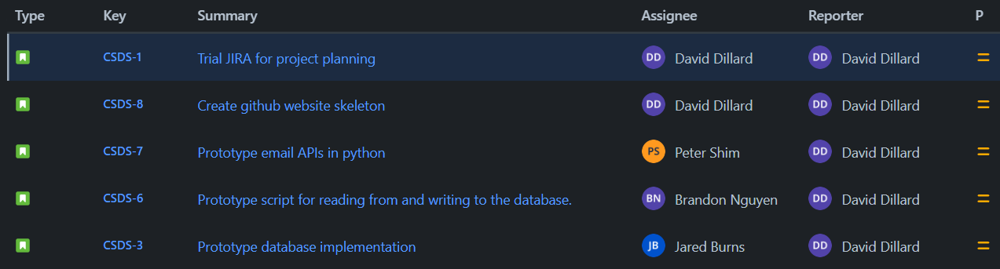 Type Key Summary Assignee Reporter P
CSDS-1 Trial JIRA for project planning DD David Dillard DD David Dillard
CSDS-8 Create github website skeleton DD David Dillard DD David Dillard
CSDS-7 Prototype email APIs in python PS Peter Shim DD David Dillard
CSDS-6 Prototype script for reading from and writing to the database. BN Brandon Nguyen DD David Dillard
CSDS-3 Prototype database implementation JB Jared Burns DD David Dillard